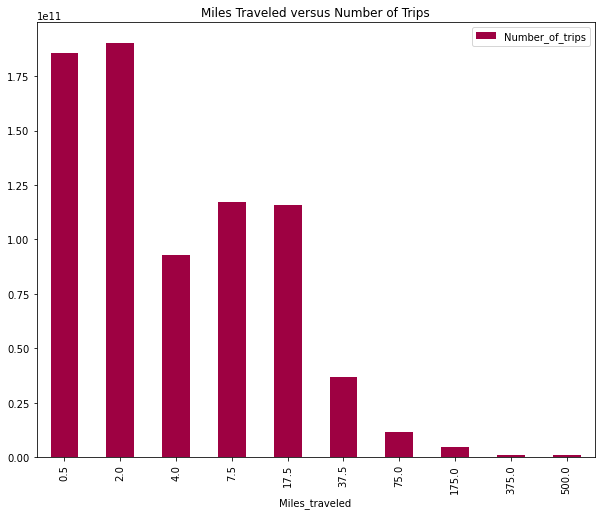 Miles Traveled versus Number of Trips
1e11
Number_of_trips
1.75
1.50
1.25
1.00
0.75
0.50
0.25
0.00
0.5 2.0 4.0 7.5 17.5 37.5 75.0 175.0 375.0 500.0
Miles_traveled